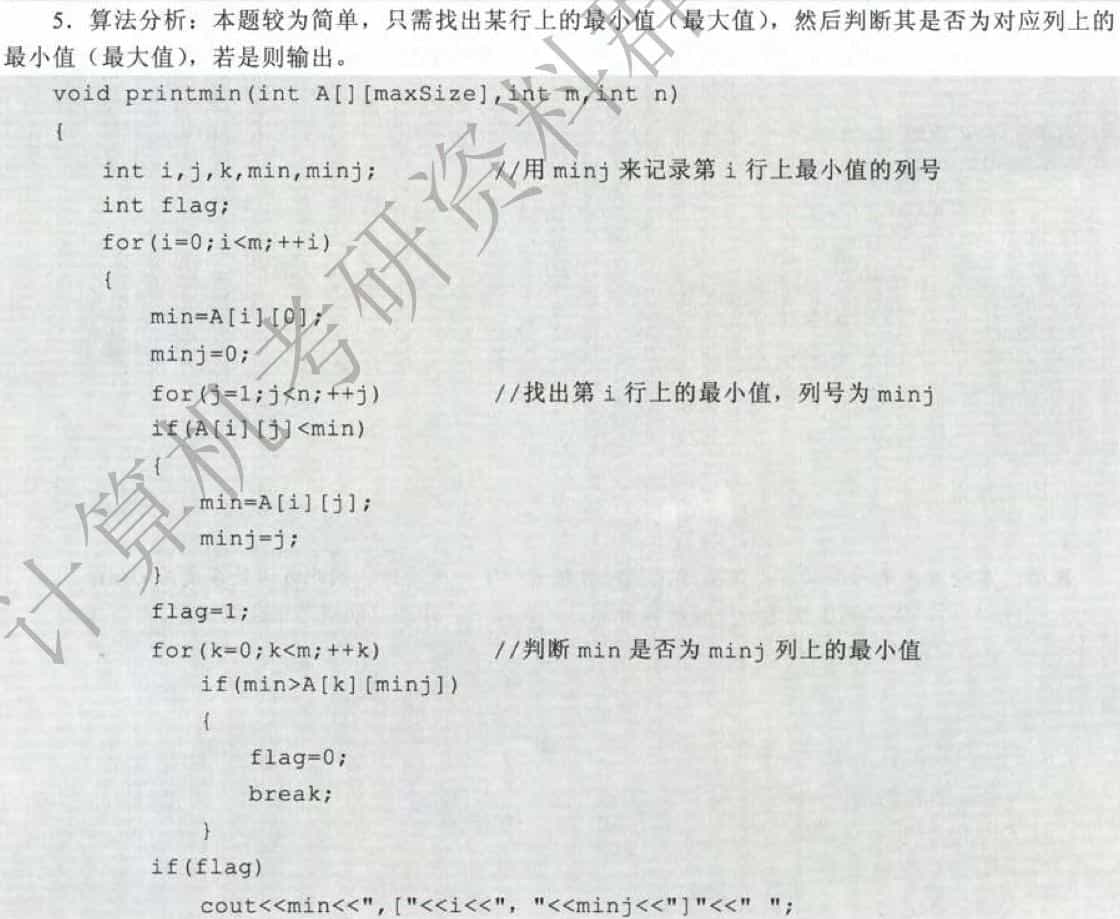 5．算法分析：本题较为简单，只需找出某行上的最小值（最大值），然后判断其是否为对应列上的
最小值（最大值），若是则输出。
void printmin(int A[][maxSize],int m,int n)
{
int i,j,k,min,minj; //用 minj 来记录第 i 行上最小值的列号
int flag;
for(i=0;i<m;++i)
{
min=A[i][0];
minj=0;
for(j=1;j<n;++j) //找出第 i 行上的最小值，列号为 minj
if(A[i][j]<min)
{
min=A[i][j];
minj=j;
}
flag=1;
for(k=0;k<m;++k) //判断 min 是否为 minj 列上的最小值
if(min>A[k][minj])
{
flag=0;
break;
}
if(flag)
cout<<min<<",["<<i<<", "<<minj<<"]"<<" ";
计算机考研资料群